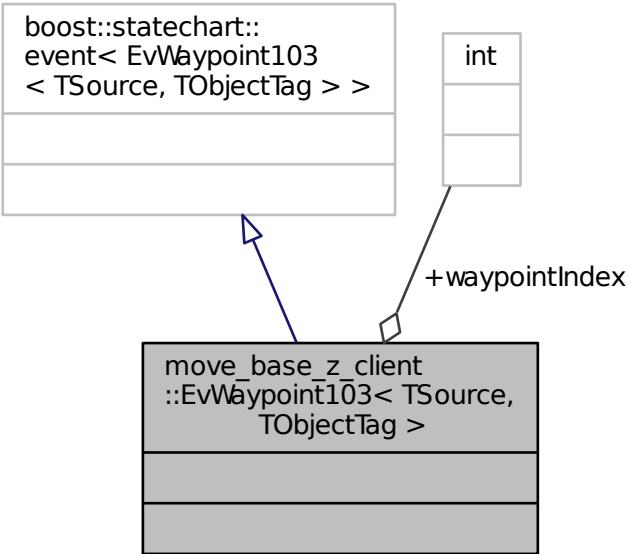 boost::statechart::
event< EvWaypoint103
< TSource, TObjectTag > >
int
+waypointIndex
move_base_z_client
::EvWaypoint103< TSource,
TObjectTag >